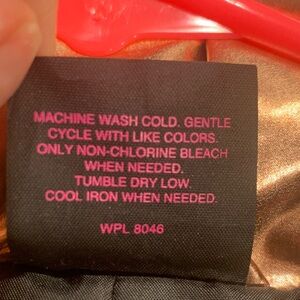 MACHINE WASH COLD. GENTLE
CYCLE WITH LIKE COLORS.
ONLY NON-CHLORINE BLEACH
WHEN NEEDED.
TUMBLE DRY LOW.
COOL IRON WHEN NEEDED.
WPL 8046